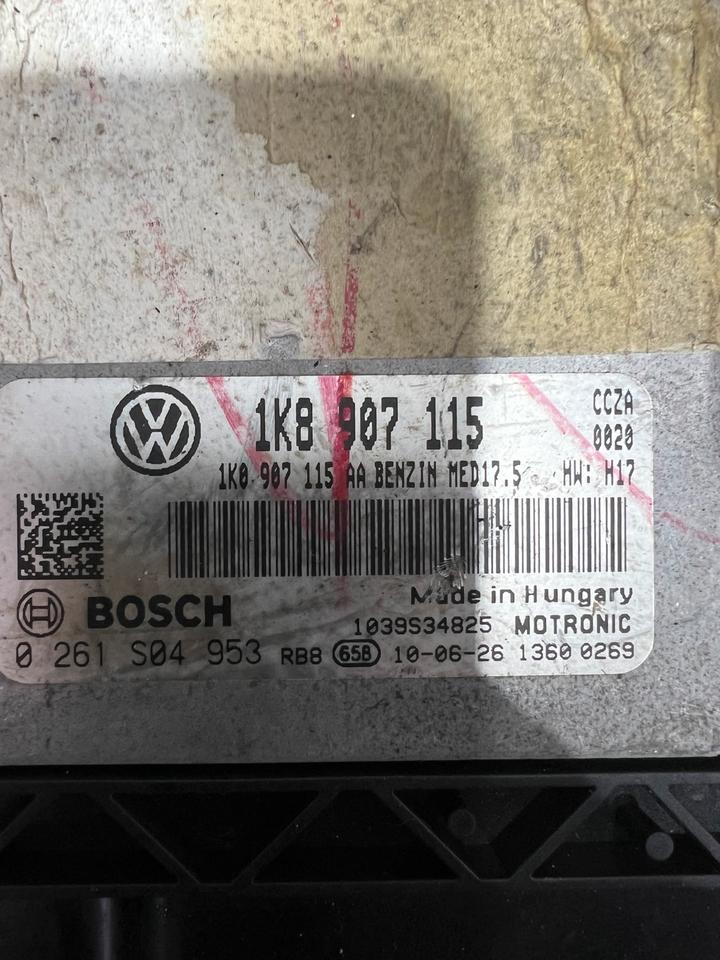 1K8 907 115
CCZA
0020
1K0 907 115 AA BENZIN MED17.5 HW: H17
BOSCH
Made in Hungary
1039S34825 MOTRONIC
0 261 S04 953 RB8 65B 10-06-26 1360 0269